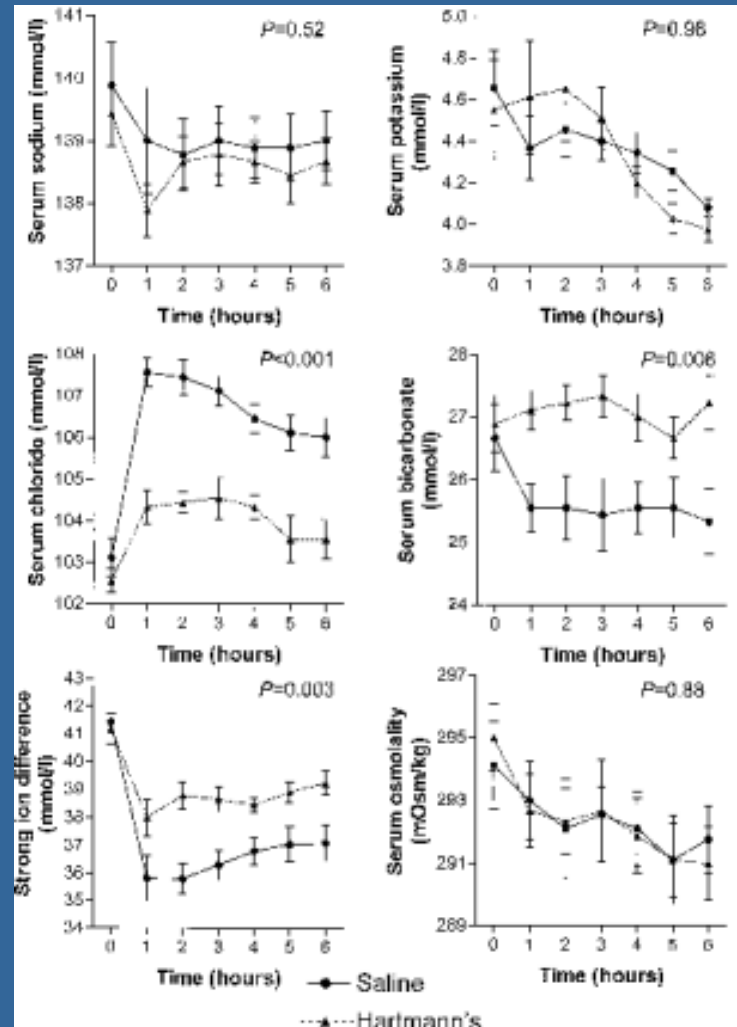 141
140
139
138
137
Serum sodium (mmol/l)
P=0.52
0 1 2 3 4 5 6
Time (hours)
5.0
4.6
4.4
4.2
4.0
3.8
Serum potassium
(mmol/l)
P=0.98
0 1 2 3 4 5 6
Time (hours)
108
107
106
104
103
102
Serum chloride (mmol/l)
P<0.001
0 1 2 3 4 5 6
Time (hours)
28
27
26
25
24
Serum bicarbonate
(mmol/l)
P=0.006
0 1 2 3 4 5 6
Time (hours)
43
42
41
39
37
36
35
34
Strong ion difference
(mmol/l)
P=0.003
0 1 2 3 4 5 6
Time (hours)
297
295
293
291
289
Serum osmolality
(mOsm/kg)
P=0.88
0 1 2 3 4 5 6
Time (hours)
Saline
Hartmann's